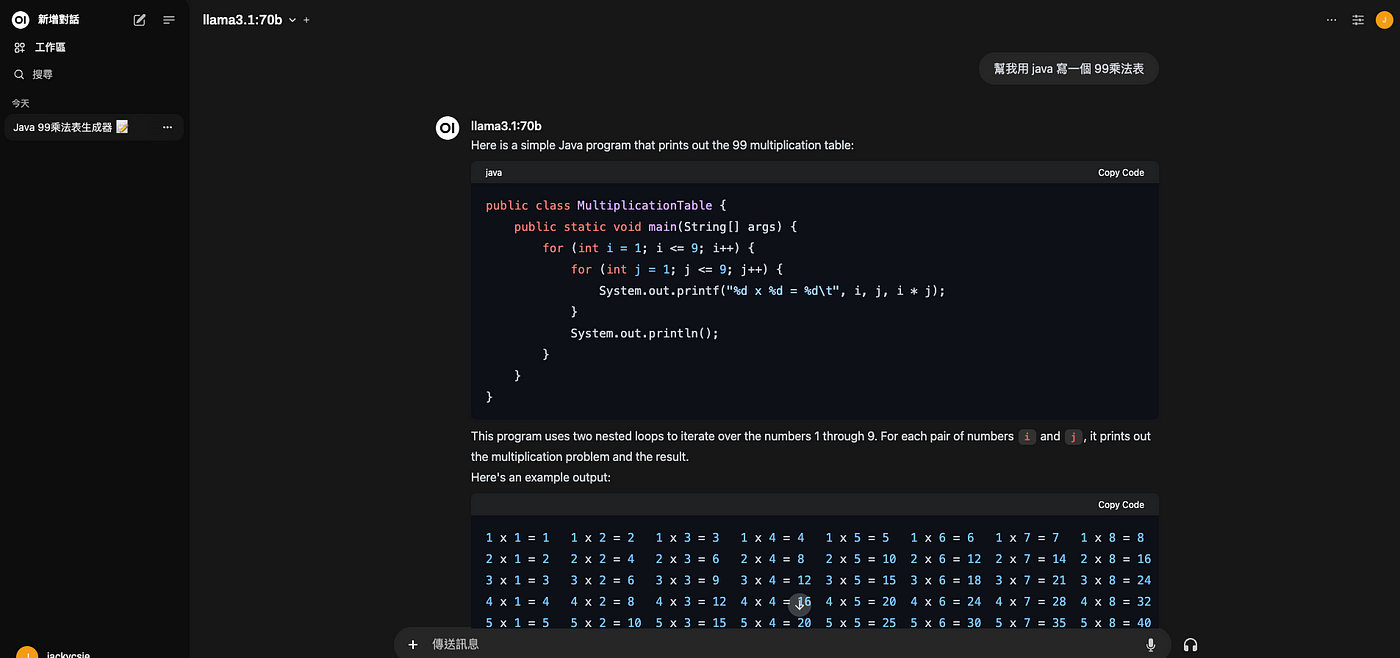 OI 新增對話
工作區
搜尋
今天
Java 99乘法表生成器 📝 ...
J jackycsie
llama3.1:70b
J
幫我用 java 寫一個 99乘法表
OI llama3.1:70b
Here is a simple Java program that prints out the 99 multiplication table:
java Copy Code
public class MultiplicationTable {
    public static void main(String[] args) {
        for (int i = 1; i <= 9; i++) {
            for (int j = 1; j <= 9; j++) {
                System.out.printf("%d x %d = %d\t", i, j, i * j);
            }
            System.out.println();
        }
    }
}
This program uses two nested loops to iterate over the numbers 1 through 9. For each pair of numbers i and j, it prints out
the multiplication problem and the result.
Here's an example output:
Copy Code
1 x 1 = 1 1 x 2 = 2 1 x 3 = 3 1 x 4 = 4 1 x 5 = 5 1 x 6 = 6 1 x 7 = 7 1 x 8 = 8
2 x 1 = 2 2 x 2 = 4 2 x 3 = 6 2 x 4 = 8 2 x 5 = 10 2 x 6 = 12 2 x 7 = 14 2 x 8 = 16
3 x 1 = 3 3 x 2 = 6 3 x 3 = 9 3 x 4 = 12 3 x 5 = 15 3 x 6 = 18 3 x 7 = 21 3 x 8 = 24
4 x 1 = 4 4 x 2 = 8 4 x 3 = 12 4 x 4 = 16 4 x 5 = 20 4 x 6 = 24 4 x 7 = 28 4 x 8 = 32
5 x 1 = 5 5 x 2 = 10 5 x 3 = 15 5 x 4 = 20 5 x 5 = 25 5 x 6 = 30 5 x 7 = 35 5 x 8 = 40
傳送訊息